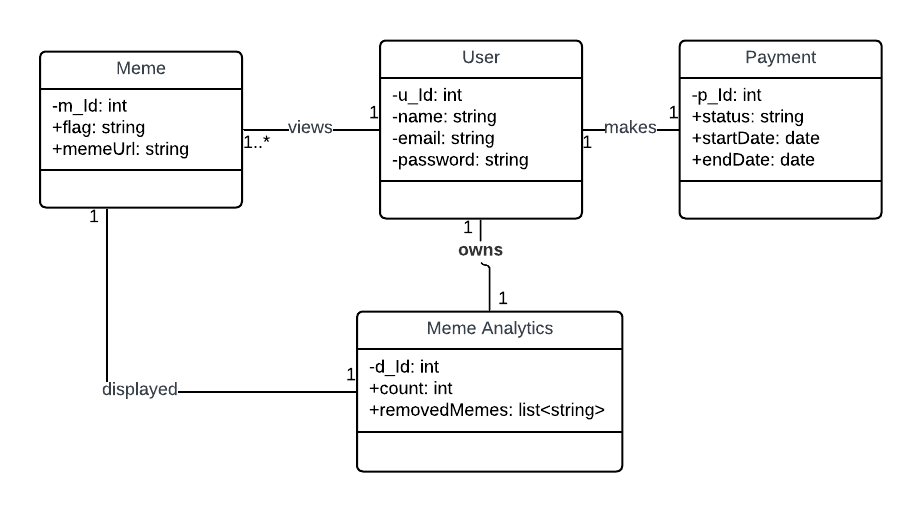 Meme
-m_Id: int
+flag: string
+memeUrl: string
1..*
views
1
User
-u_Id: int
-name: string
-email: string
-password: string
1
makes
1
Payment
-p_Id: int
+status: string
+startDate: date
+endDate: date
1
displayed
1
1
owns
1
Meme Analytics
-d_Id: int
+count: int
+removedMemes: list<string>